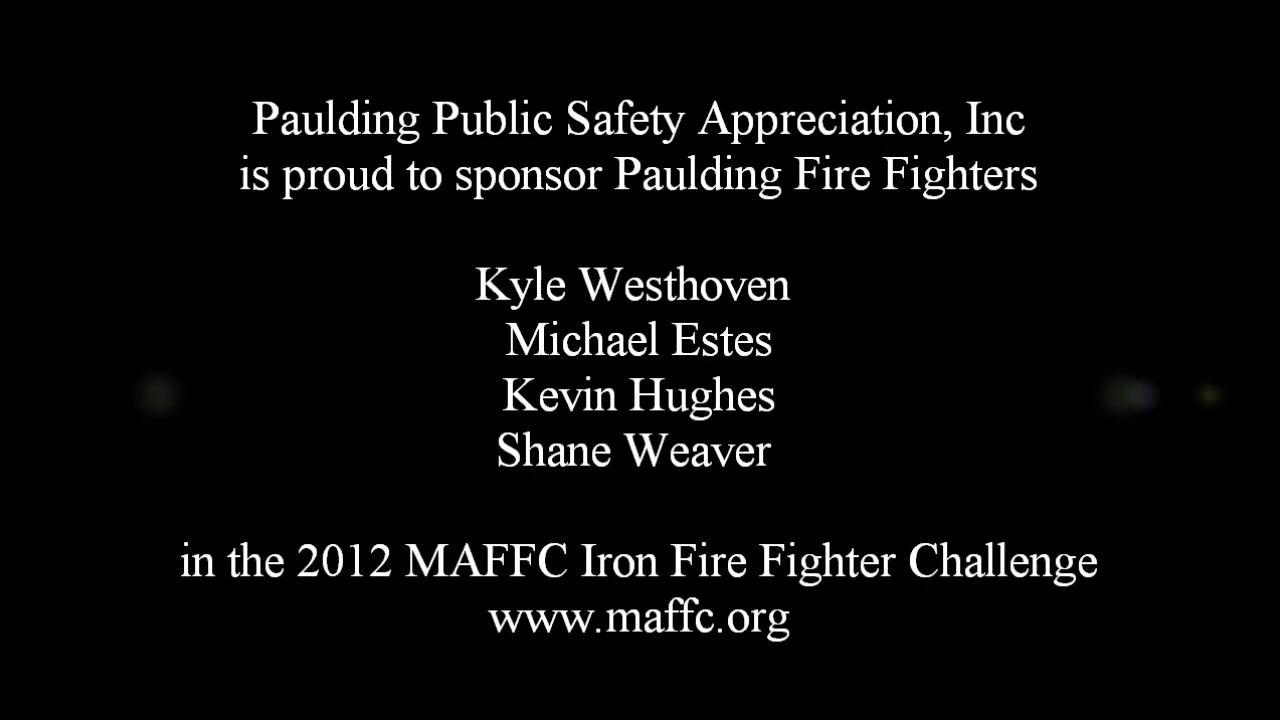 Paulding Public Safety Appreciation, Inc
is proud to sponsor Paulding Fire Fighters
Kyle Westhoven
Michael Estes
Kevin Hughes
Shane Weaver
in the 2012 MAFFC Iron Fire Fighter Challenge
www.maffc.org